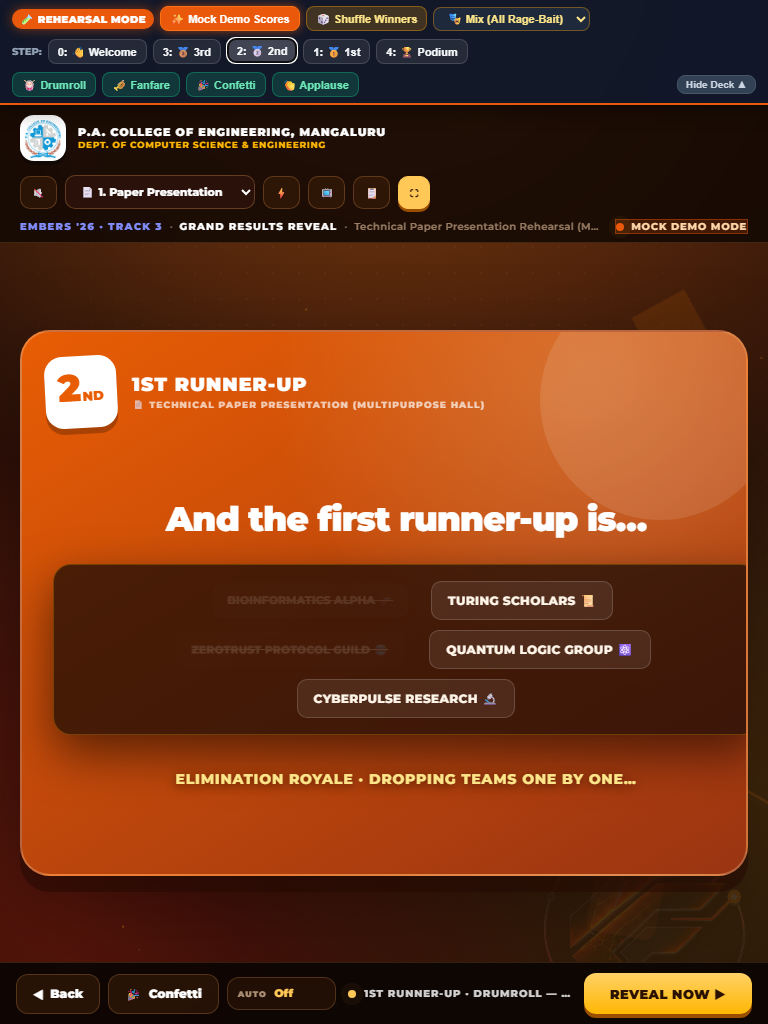 🧪 REHEARSAL MODE ✨ Mock Demo Scores 🎲 Shuffle Winners 🎭 Mix (All Rage-Bait)
STEP: 0: 👋 Welcome 3: 🥉 3rd 2: 🥈 2nd 1: 🥇 1st 4: 🏆 Podium
🥁 Drumroll 🎺 Fanfare 🎉 Confetti 👏 Applause Hide Deck ▲
P.A. COLLEGE OF ENGINEERING, MANGALURU
DEPT. OF COMPUTER SCIENCE & ENGINEERING
📄 1. Paper Presentation
EMBERS '26 • TRACK 3 · GRAND RESULTS REVEAL · Technical Paper Presentation Rehearsal (M... MOCK DEMO MODE
2ND 1ST RUNNER-UP
📄 TECHNICAL PAPER PRESENTATION (MULTIPURPOSE HALL)
And the first runner-up is...
BIOINFORMATICS ALPHA TURING SCHOLARS 📜
ZEROTRUST PROTOCOL GUILD QUANTUM LOGIC GROUP ⚛️
CYBERPULSE RESEARCH 🔬
ELIMINATION ROYALE • DROPPING TEAMS ONE BY ONE...
◀ Back 🎉 Confetti AUTO Off 1ST RUNNER-UP · DRUMROLL — ... REVEAL NOW ▶